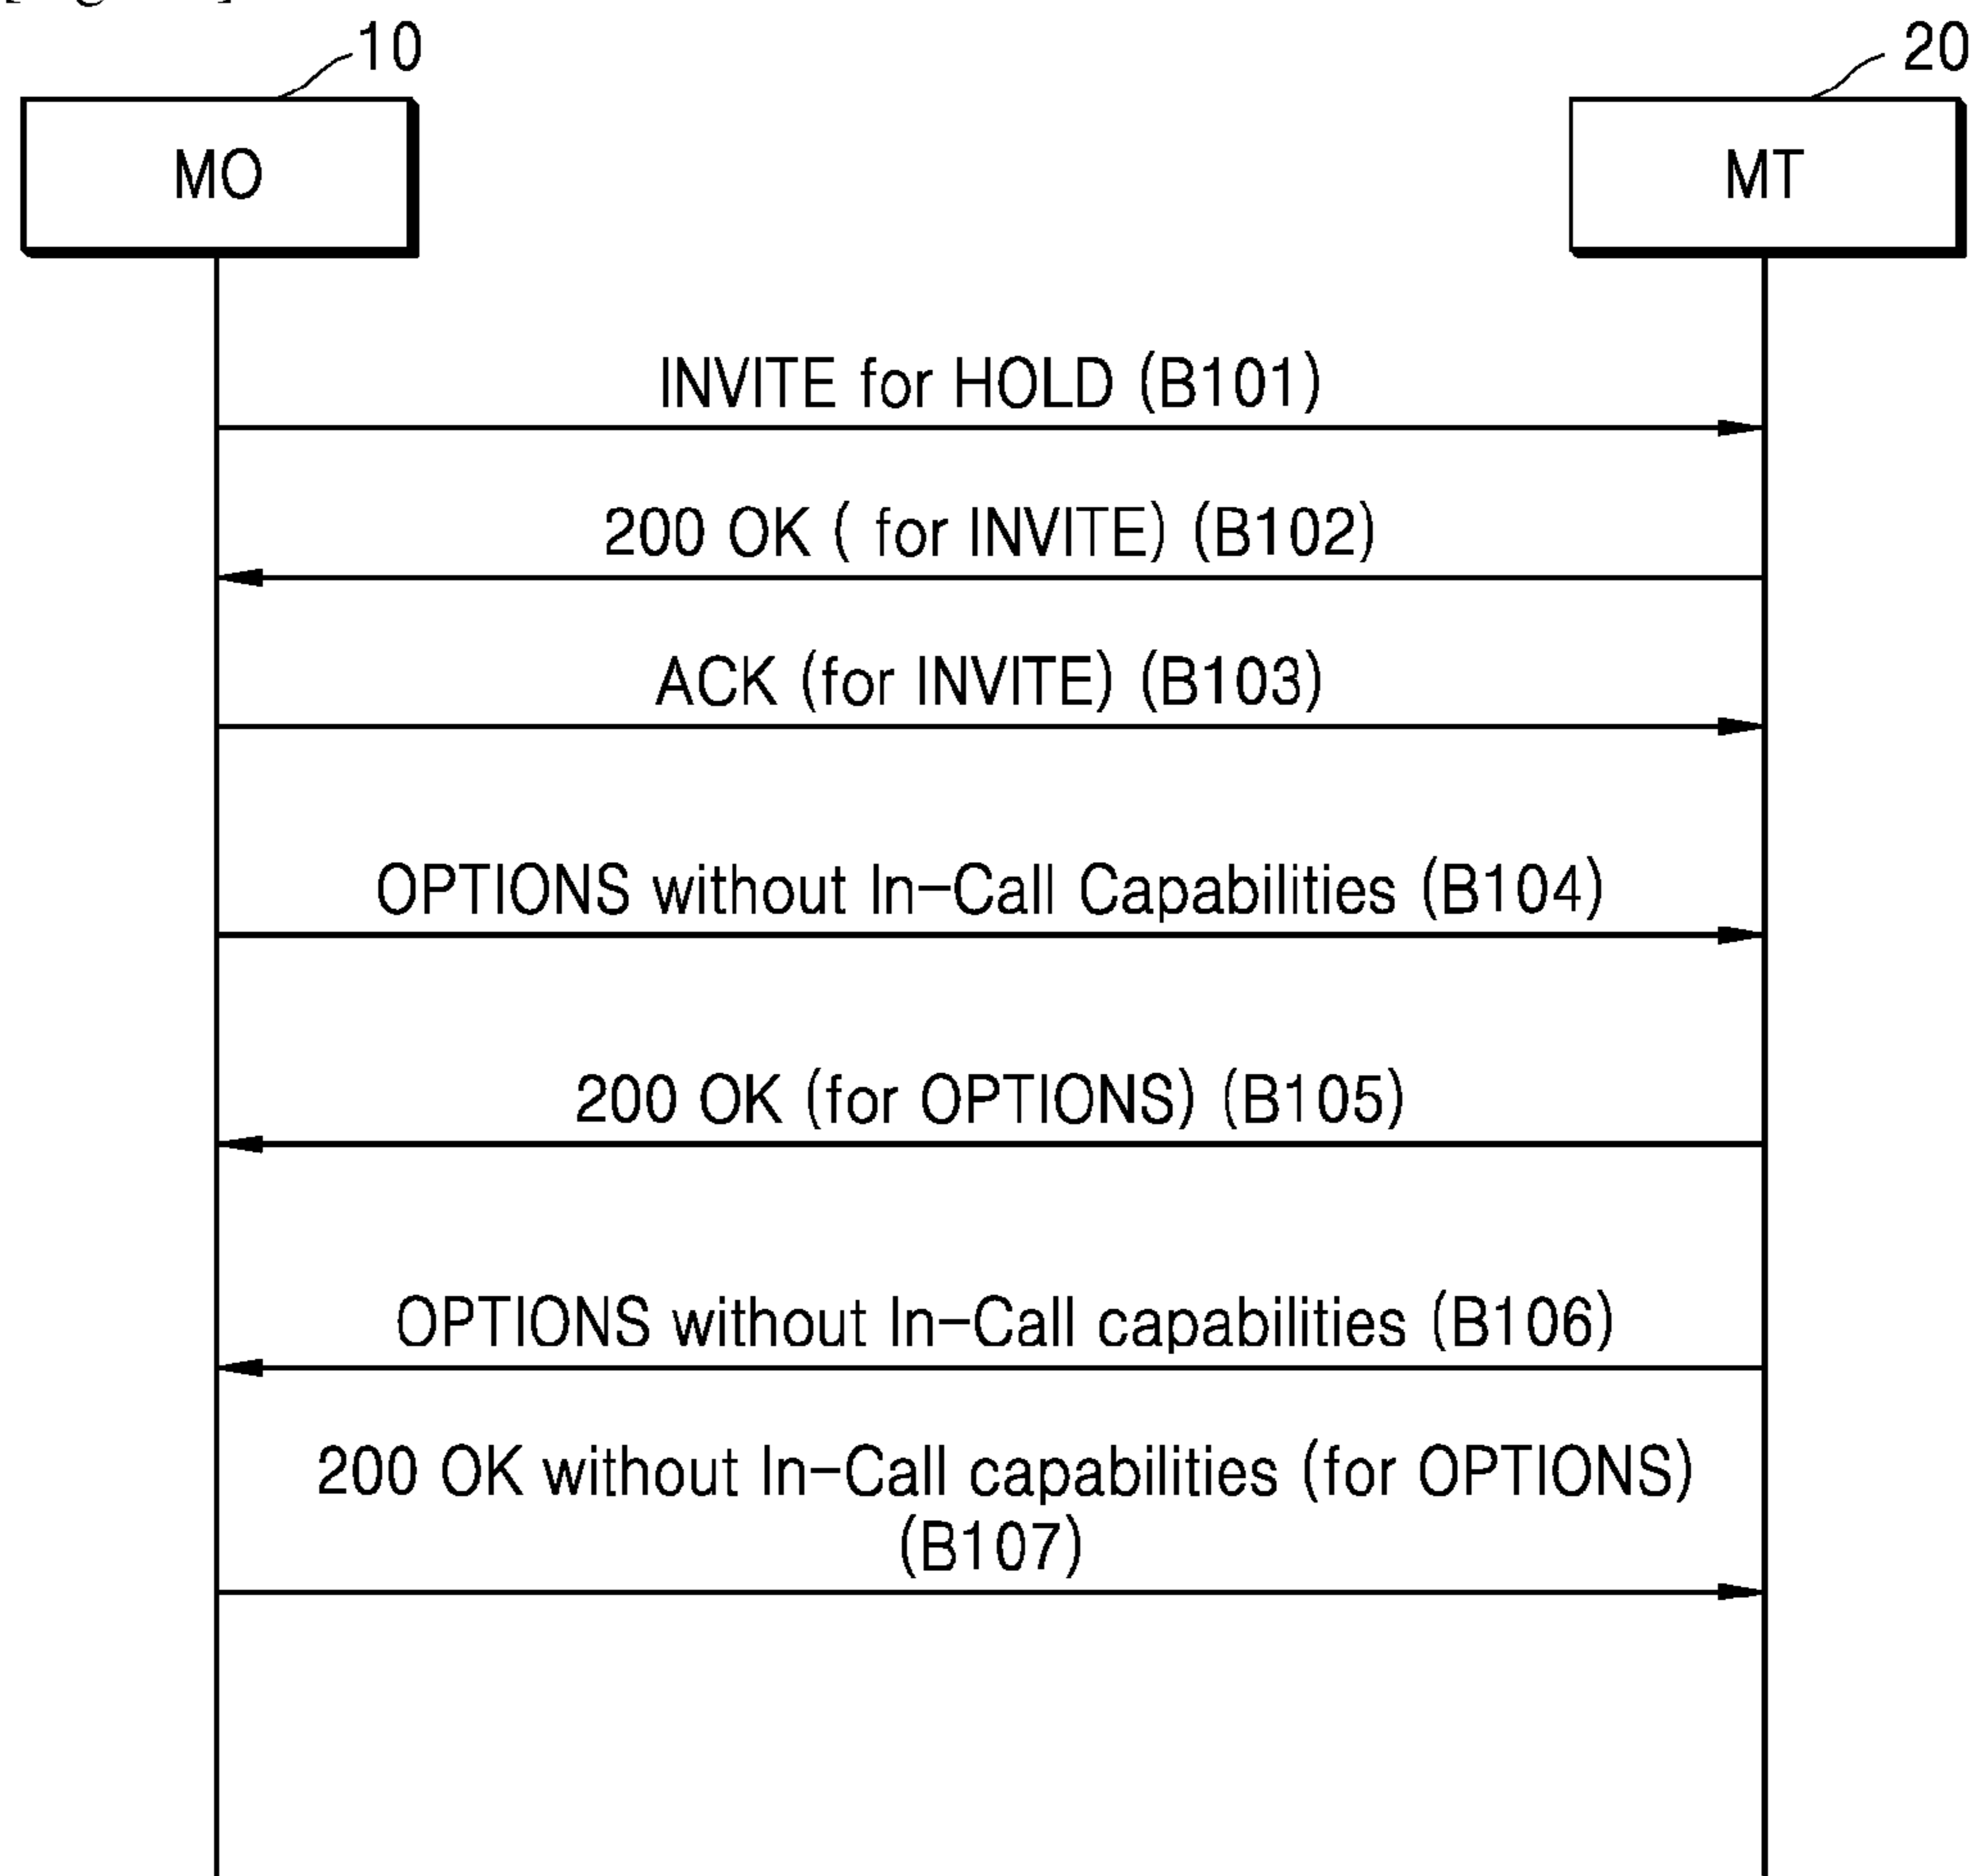 10
20
MO
MT
INVITE for HOLD (B101)
200 OK ( for INVITE) (B102)
ACK (for INVITE) (B103)
OPTIONS without In-Call Capabilities (B104)
200 OK (for OPTIONS) (B105)
OPTIONS without In-Call capabilities (B106)
200 OK without In-Call capabilities (for OPTIONS)
(B107)